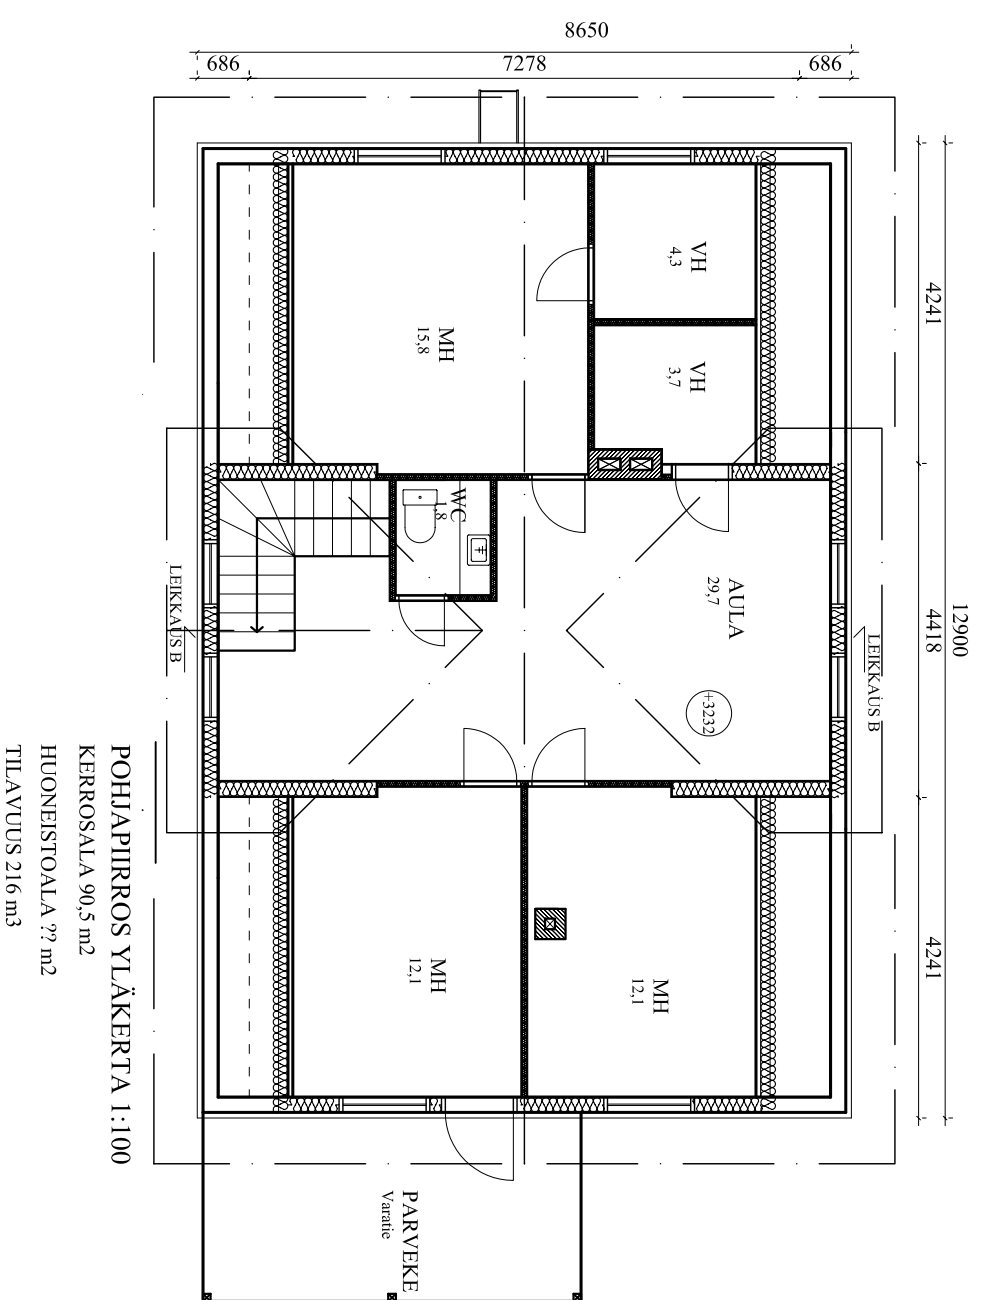 8650
686
7278
686
4241
4418
4241
12900
VH
4,3
VH
3,7
MH
15,8
WC
1,8
AULA
29,7
+3232
LEIKKAUS B
LEIKKAUS B
MH
12,1
MH
12,1
PARVEKE
Varatie
POHJAPIIRROS YLÄKERTA 1:100
KERROSALA 90,5 m2
HUONEISTOALA ?? m2
TILAVUUS 216 m3